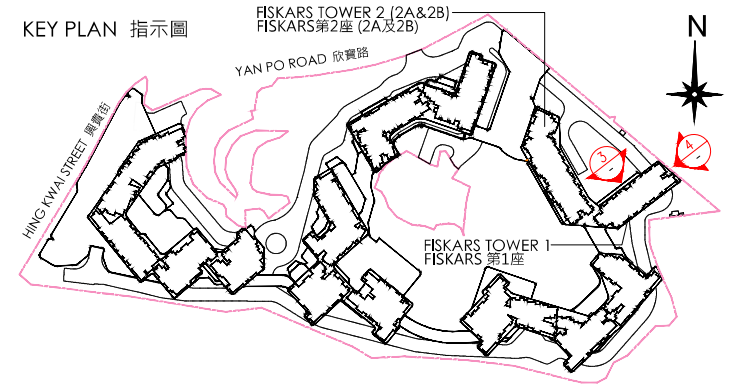 KEY PLAN 指示圖
FISKARS TOWER 2 (2A&2B)
FISKARS第2座 (2A及2B)
N
YAN PO ROAD 欣寶路
HING KWAI STREET 興貴街
3
-
4
-
FISKARS TOWER 1
FISKARS 第1座